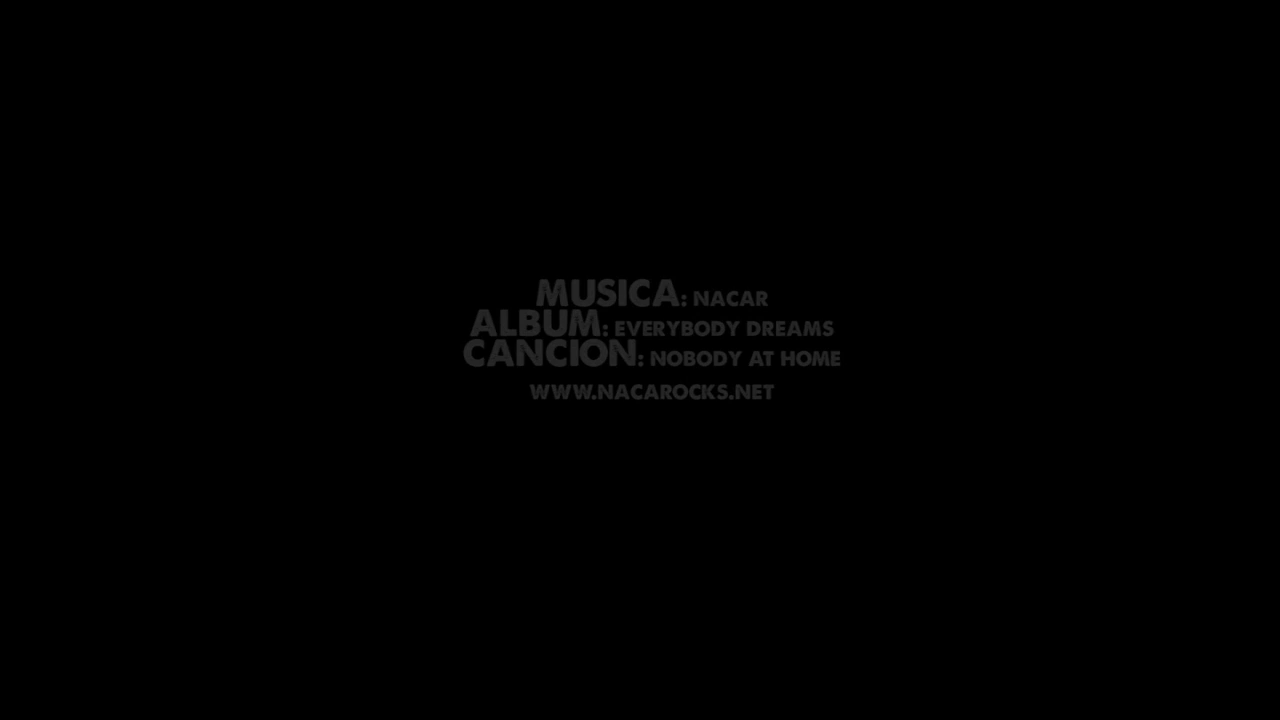 MUSICA: NACAR
ALBUM: EVERYBODY DREAMS
CANCION: NOBODY AT HOME
WWW.NACAROCKS.NET